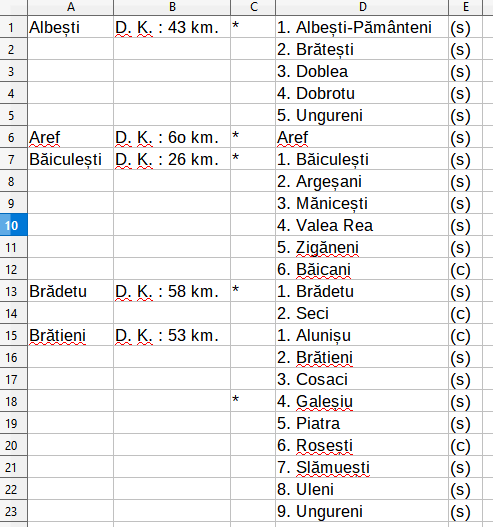 A B C D E
1 Albești D. K. : 43 km. * 1. Albești-Pământeni (s)
2 2. Brătești (s)
3 3. Doblea (s)
4 4. Dobrotu (s)
5 5. Ungureni (s)
6 Aref D. K. : 6o km. * Aref (s)
7 Băiculești D. K. : 26 km. * 1. Băiculești (s)
8 2. Argeșani (s)
9 3. Mănicești (s)
10 4. Valea Rea (s)
11 5. Zigăneni (s)
12 6. Băicani (c)
13 Brădetu D. K. : 58 km. * 1. Brădetu (s)
14 2. Seci (c)
15 Brătieni D. K. : 53 km. 1. Alunișu (c)
16 2. Brătieni (s)
17 3. Cosaci (s)
18 * 4. Galeșiu (s)
19 5. Piatra (s)
20 6. Rosești (c)
21 7. Slămuești (s)
22 8. Uleni (s)
23 9. Ungureni (s)